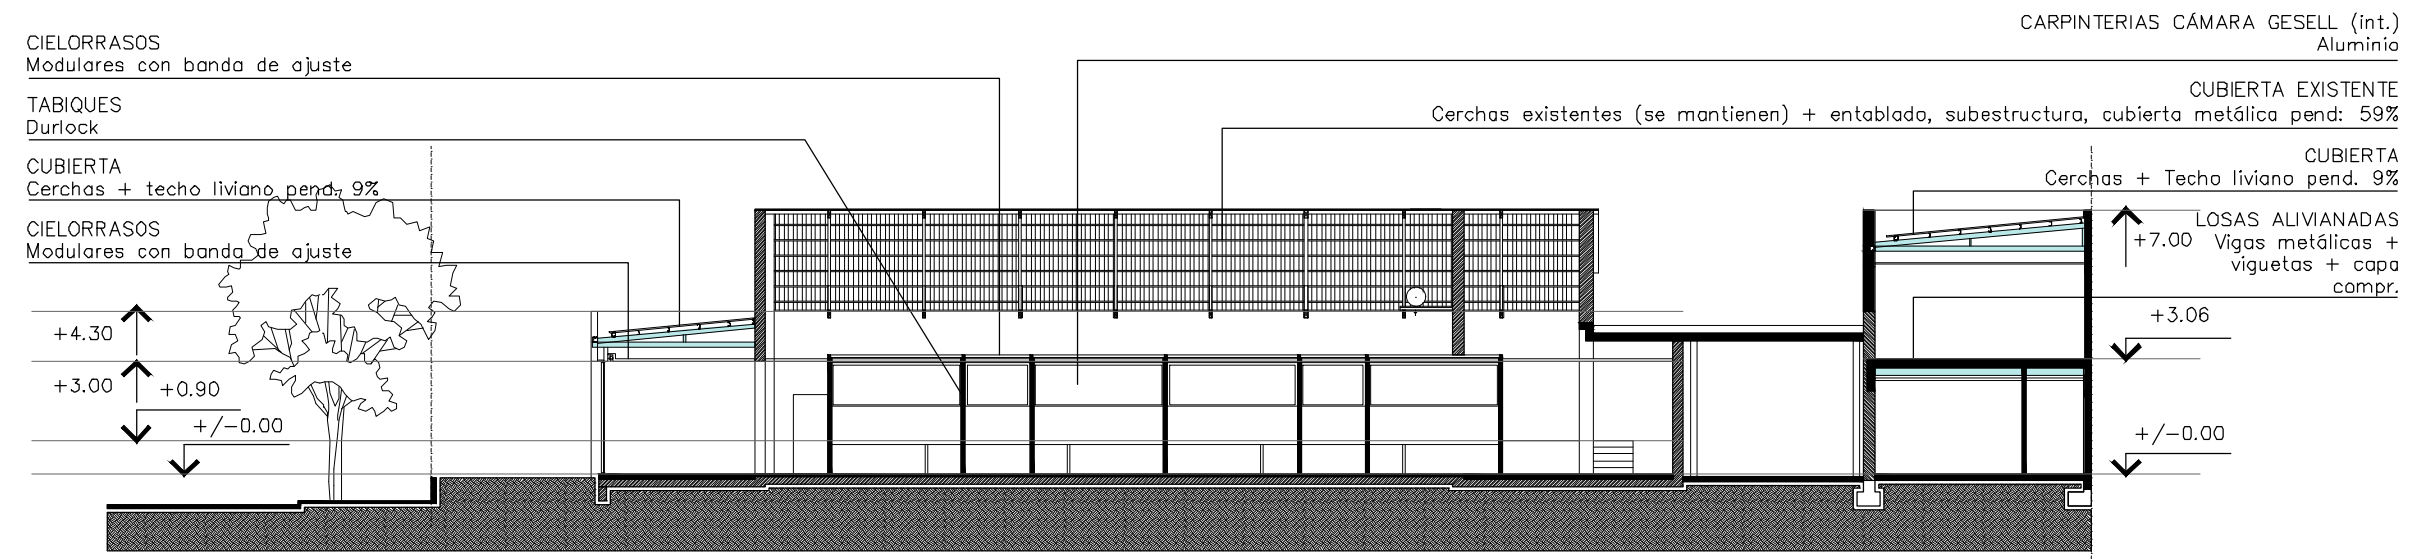 CIELORRASOS
Modulares con banda de ajuste
TABIQUES
Durlock
CUBIERTA
Cerchas + techo liviano pend. 9%
CIELORRASOS
Modulares con banda de ajuste
+4.30
+3.00
+0.90
+/-0.00
CARPINTERIAS CÁMARA GESELL (int.)
Aluminio
CUBIERTA EXISTENTE
Cerchas existentes (se mantienen) + entablado, subestructura, cubierta metálica pend: 59%
CUBIERTA
Cerchas + Techo liviano pend. 9%
LOSAS ALIVIANADAS
Vigas metálicas +
viguetas + capa
compr.
+7.00
+3.06
+/-0.00